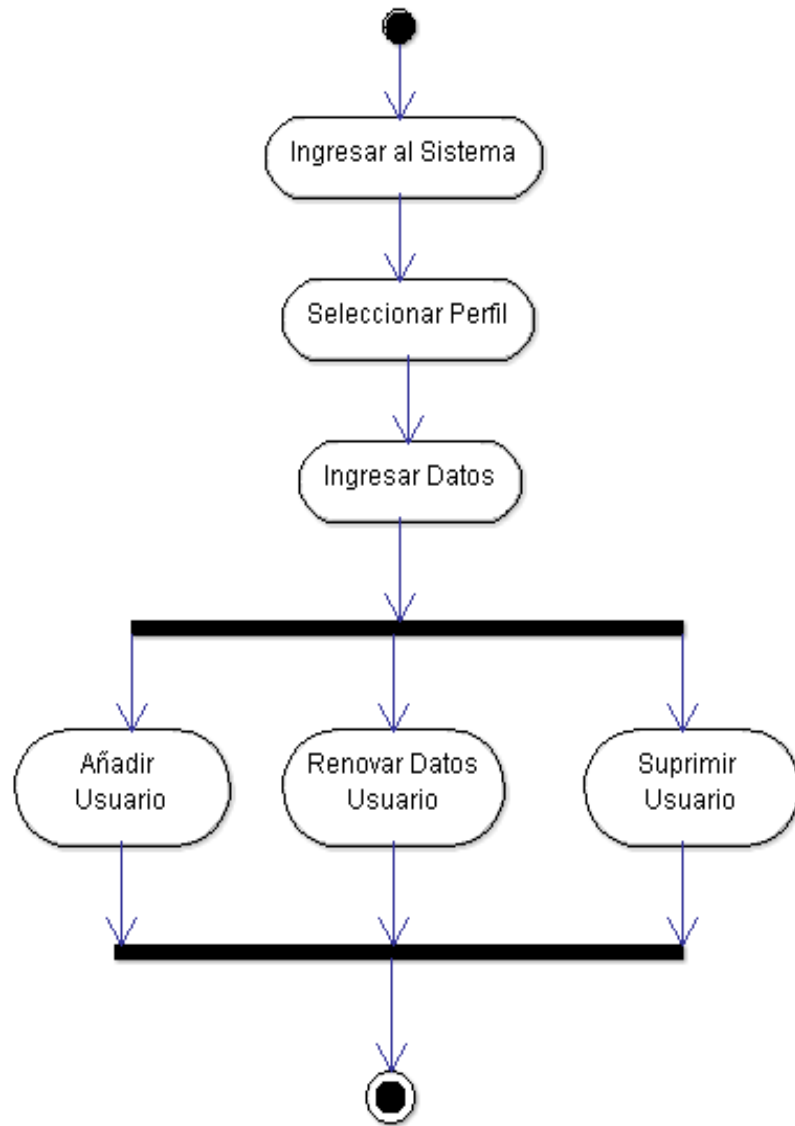 Ingresar al Sistema
Seleccionar Perfil
Ingresar Datos
Añadir
Usuario
Renovar Datos
Usuario
Suprimir
Usuario